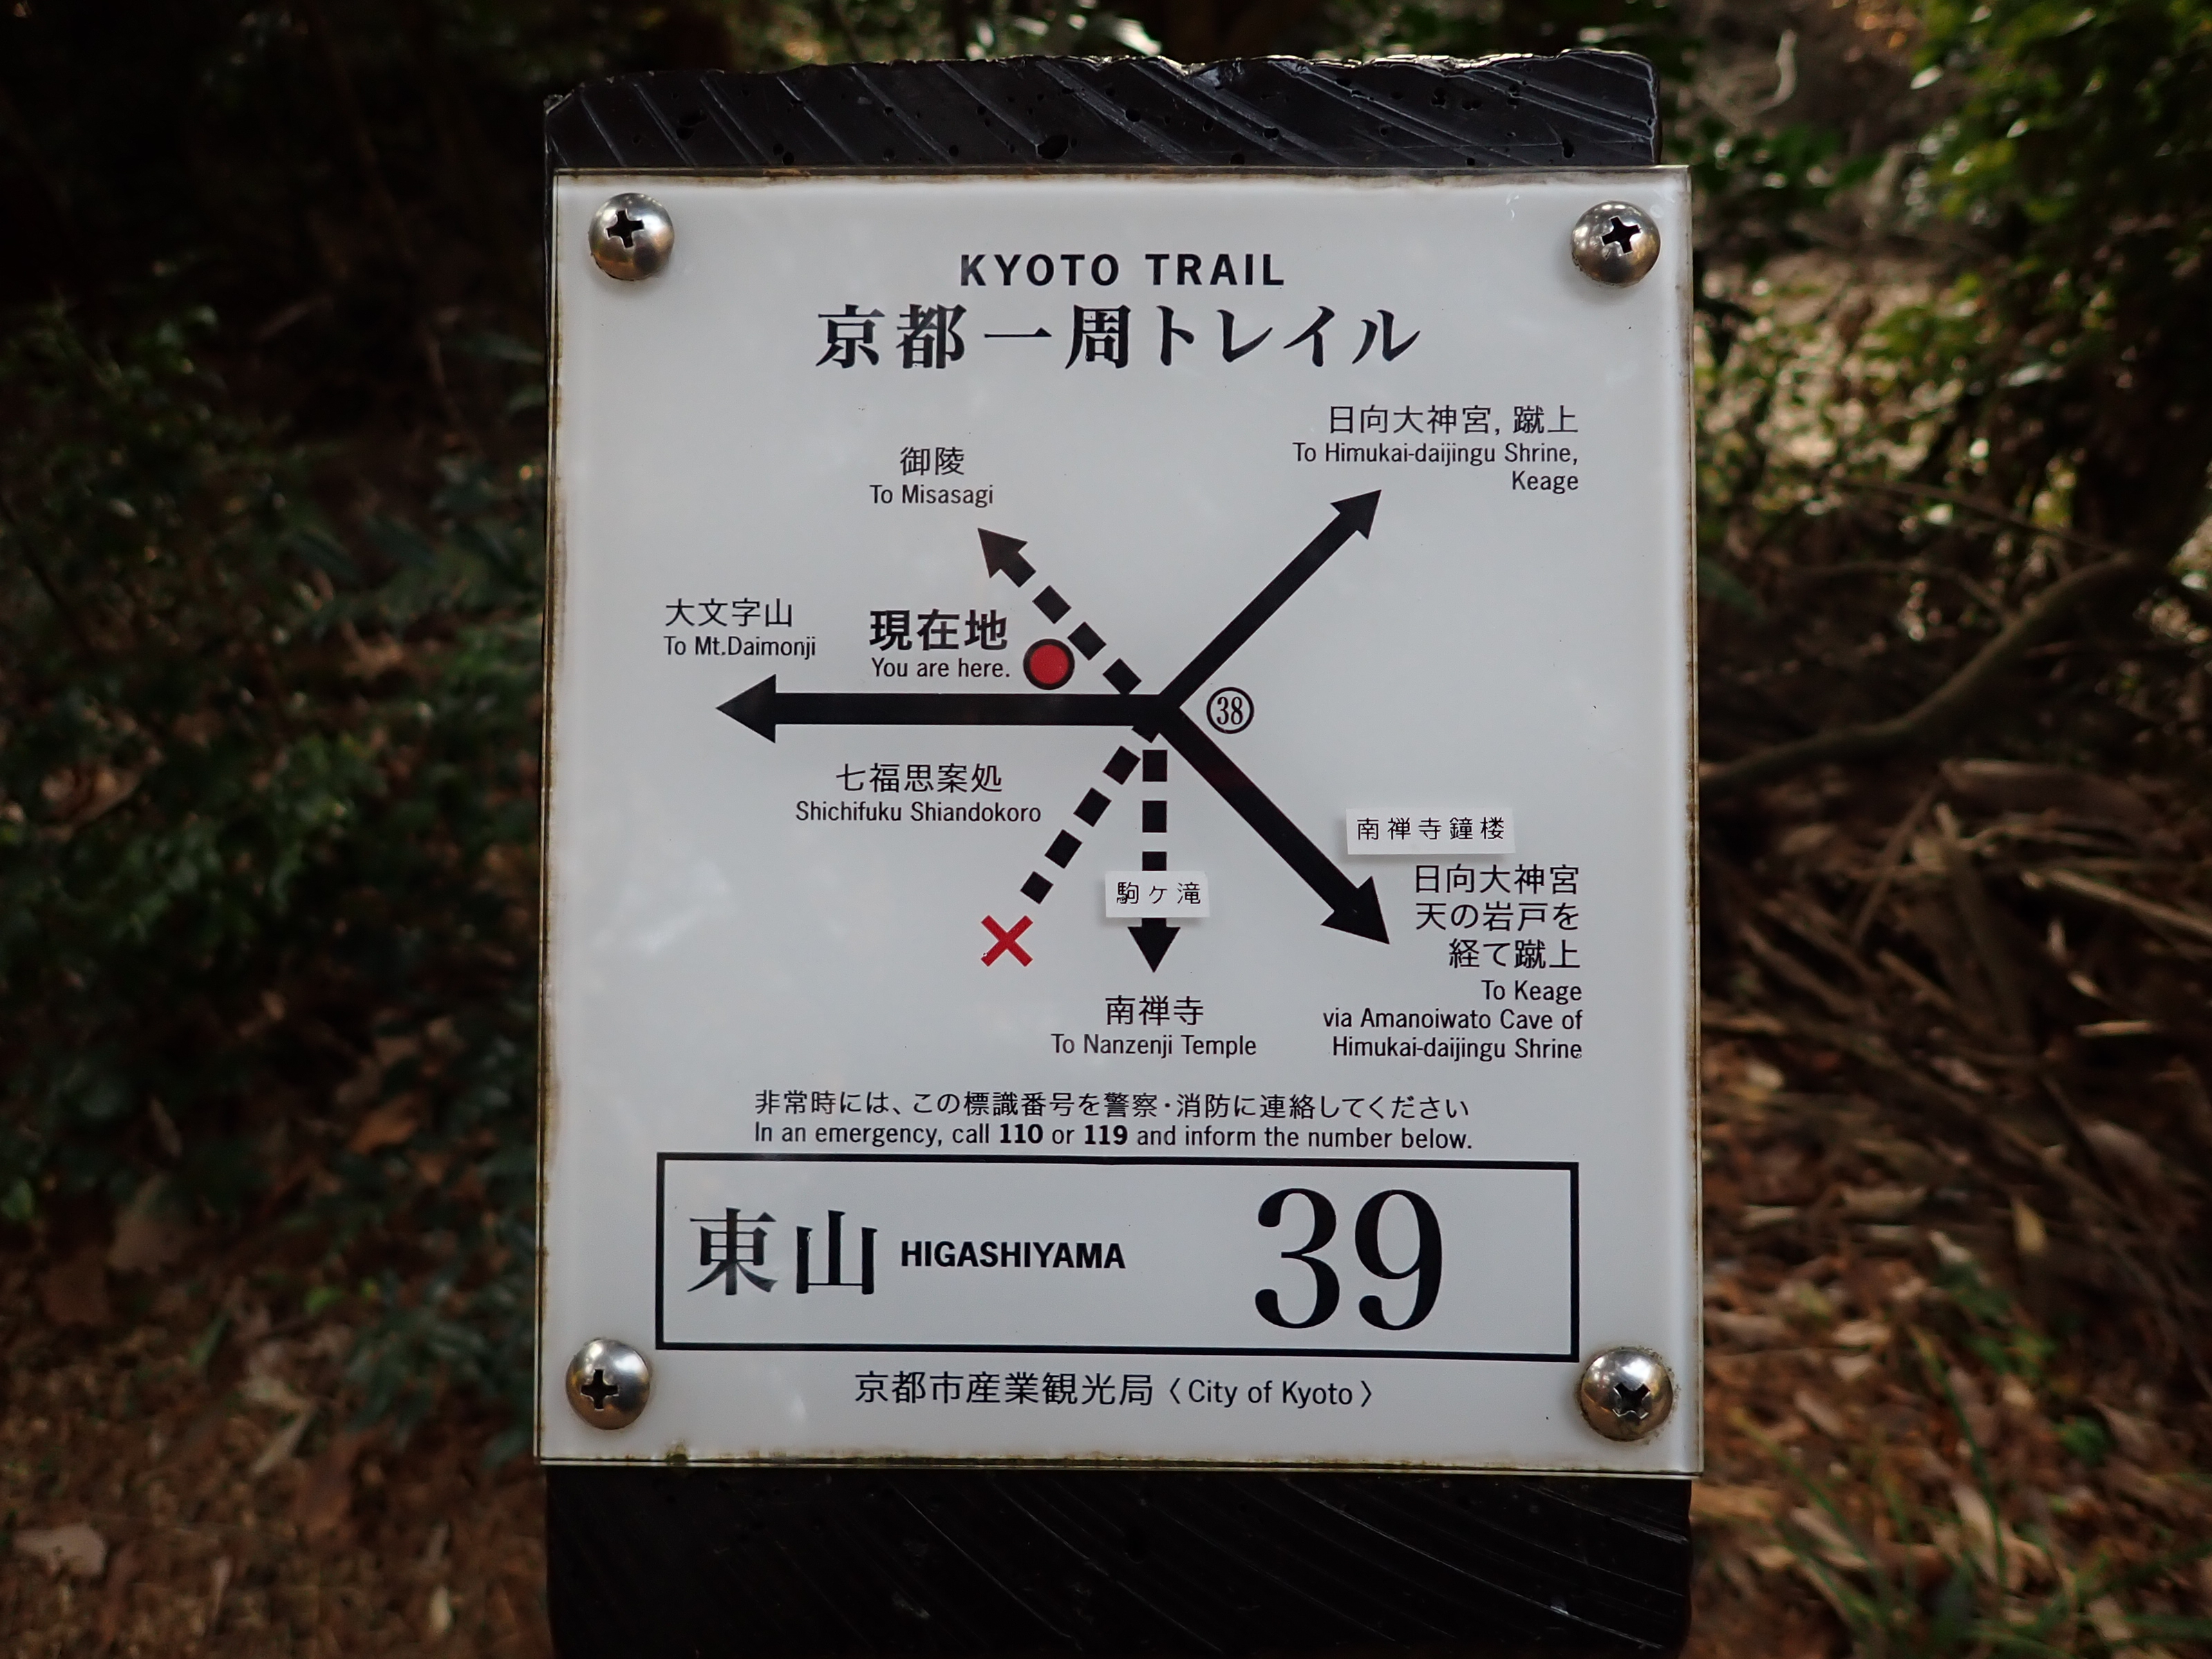 KYOTO TRAIL
京都一周トレイル
日向大神宮, 蹴上
To Himukai-daijingu Shrine,
Keage
御陵
To Misasagi
大文字山
To Mt.Daimonji
現在地
You are here.
38
七福思案処
Shichifuku Shiandokoro
南禅寺鐘楼
駒ヶ滝
日向大神宮
天の岩戸を
経て蹴上
To Keage
via Amanoiwato Cave of
Himukai-daijingu Shrine
南禅寺
To Nanzenji Temple
非常時には、この標識番号を警察・消防に連絡してください
In an emergency, call 110 or 119 and inform the number below.
東山 HIGASHIYAMA 39
京都市産業観光局〈City of Kyoto〉